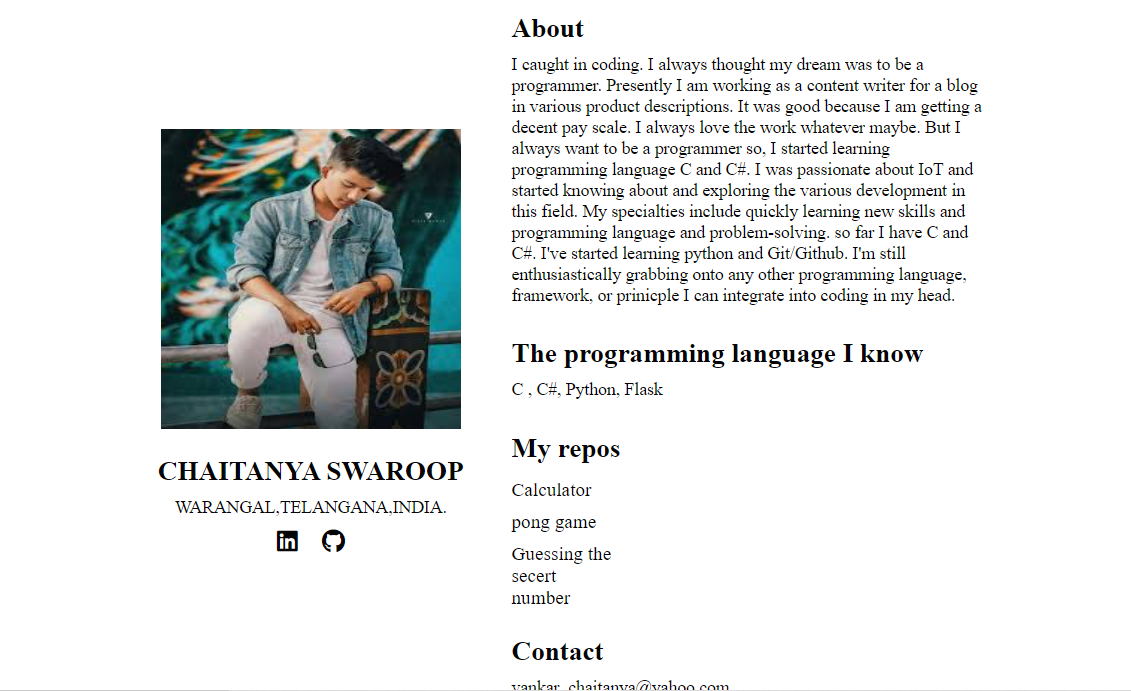 CHAITANYA SWAROOP
WARANGAL,TELANGANA,INDIA.
in
About
I caught in coding. I always thought my dream was to be a
programmer. Presently I am working as a content writer for a blog
in various product descriptions. It was good because I am getting a
decent pay scale. I always love the work whatever maybe. But I
always want to be a programmer so, I started learning
programming language C and C#. I was passionate about IoT and
started knowing about and exploring the various development in
this field. My specialties include quickly learning new skills and
programming language and problem-solving. so far I have C and
C#. I've started learning python and Git/Github. I'm still
enthusiastically grabbing onto any other programming language,
framework, or prinicple I can integrate into coding in my head.
The programming language I know
C , C#, Python, Flask
My repos
Calculator
pong game
Guessing the
secert
number
Contact
vankar_chaitanya@yahoo.com